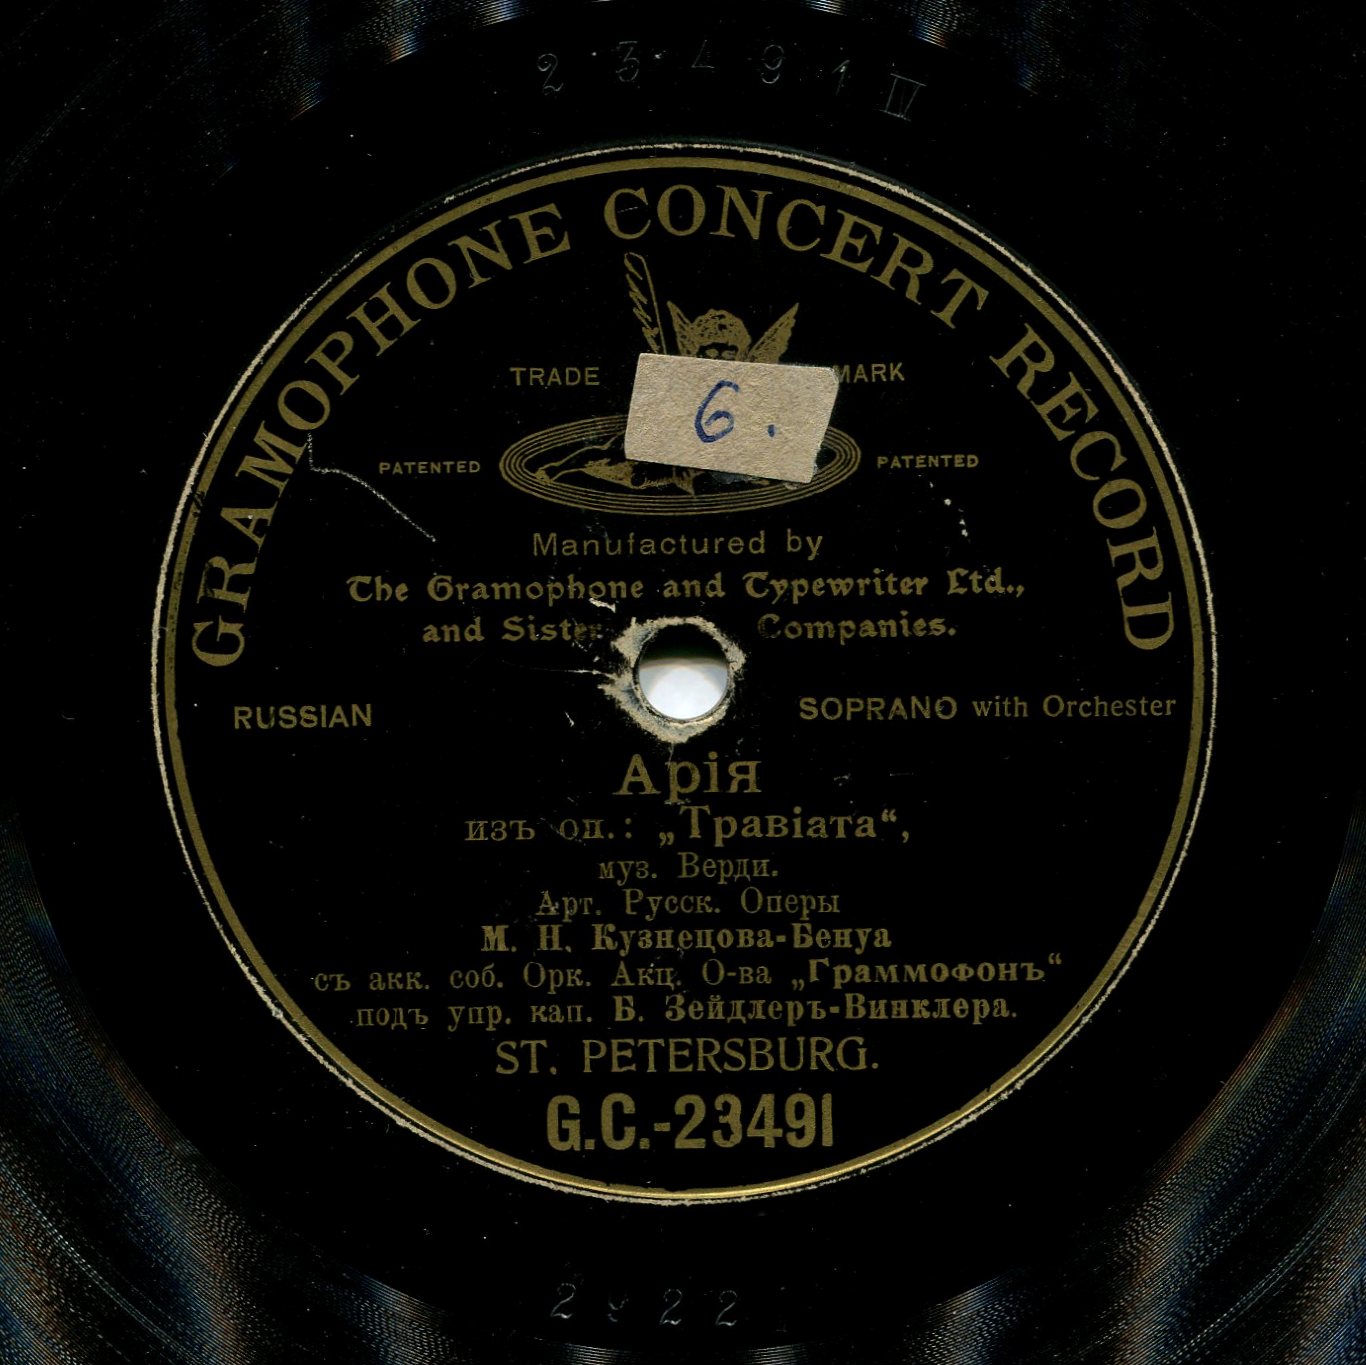 2 3 4 9 1 IV
GRAMOPHONE CONCERT RECORD
TRADE MARK
6.
PATENTED PATENTED
Manufactured by
The Gramophone and Typewriter Ltd.,
and Sister Companies.
RUSSIAN SOPRANO with Orchester
Арія
изъ оп.: „Травіата“,
муз. Верди.
Арт. Русск. Оперы
М. Н. Кузнецова-Бенуа
съ акк. соб. Орк. Акц. О-ва „Граммофонъ“
подъ упр. кап. Б. Зейдлеръ-Винклера.
ST. PETERSBURG.
G.C.-23491